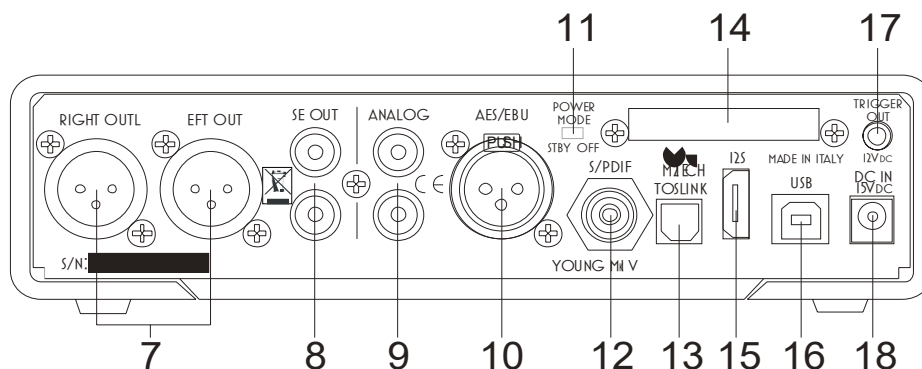 11
14
17
RIGHT OUTL
EFT OUT
SE OUT
ANALOG
AES/EBU
PUSH
POWER
MODE
STBY OFF
TRIGGER
OUT
12VDC
S/PDIF
TOSLINK
I2S
MADE IN ITALY
USB
DC IN
15VDC
CE
S/N:
YOUNG MkI V
7
8
9
10
12
13
15
16
18